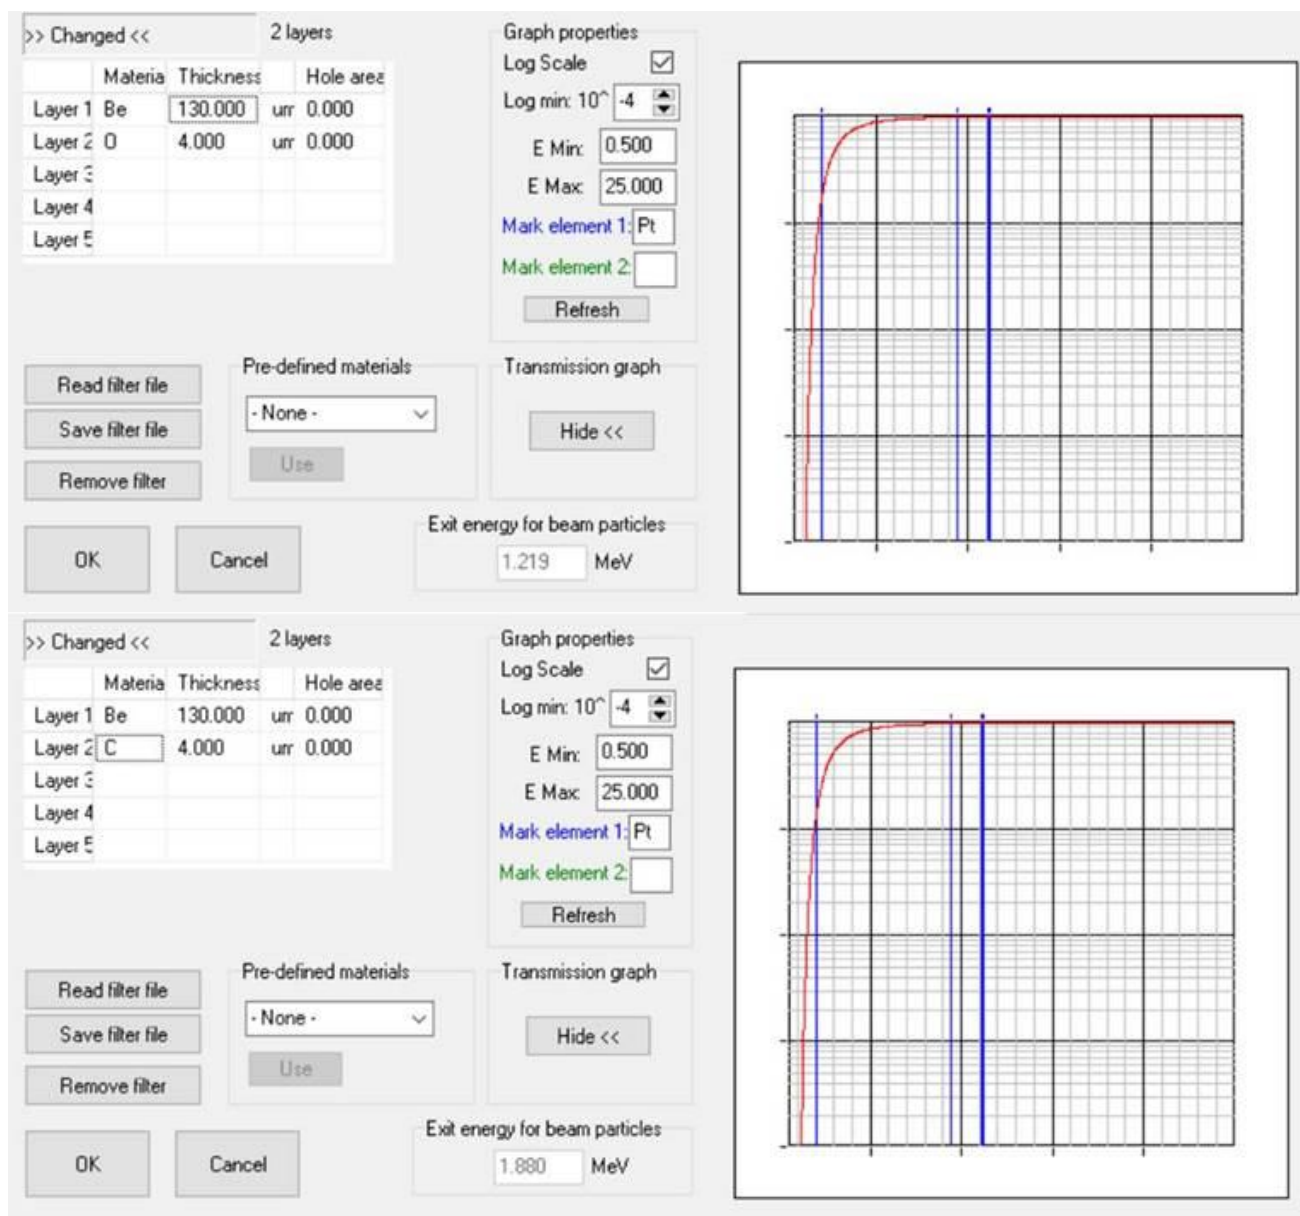 >> Changed << 2 layers
Materia Thickness Hole area
Layer 1 Be 130.000 um 0.000
Layer 2 O 4.000 um 0.000
Layer 3
Layer 4
Layer 5
Graph properties
Log Scale
Log min: 10^ -4
E Min: 0.500
E Max: 25.000
Mark element 1: Pt
Mark element 2:
Refresh
Read filter file
Save filter file
Remove filter
Pre-defined materials
- None -
Use
Transmission graph
Hide <<
OK
Cancel
Exit energy for beam particles
1.219 MeV
>> Changed << 2 layers
Materia Thickness Hole area
Layer 1 Be 130.000 um 0.000
Layer 2 C 4.000 um 0.000
Layer 3
Layer 4
Layer 5
Graph properties
Log Scale
Log min: 10^ -4
E Min: 0.500
E Max: 25.000
Mark element 1: Pt
Mark element 2:
Refresh
Read filter file
Save filter file
Remove filter
Pre-defined materials
- None -
Use
Transmission graph
Hide <<
OK
Cancel
Exit energy for beam particles
1.880 MeV